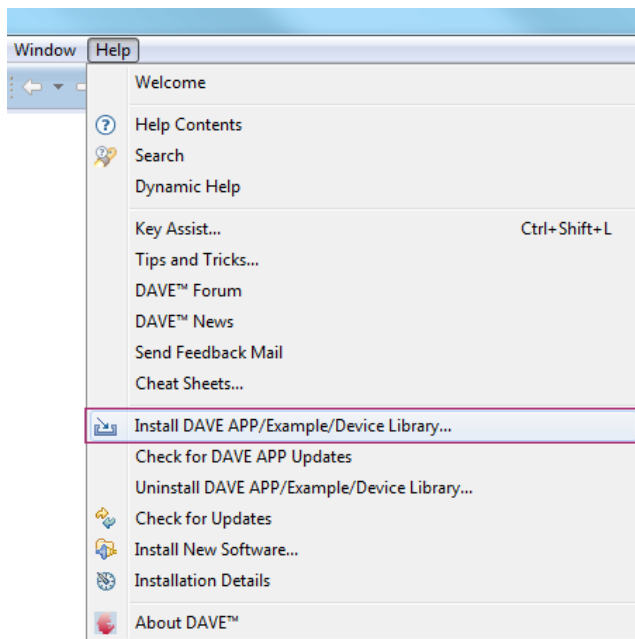 Window Help
Welcome
Help Contents
Search
Dynamic Help
Key Assist... Ctrl+Shift+L
Tips and Tricks...
DAVE™ Forum
DAVE™ News
Send Feedback Mail
Cheat Sheets...
Install DAVE APP/Example/Device Library...
Check for DAVE APP Updates
Uninstall DAVE APP/Example/Device Library...
Check for Updates
Install New Software...
Installation Details
About DAVE™